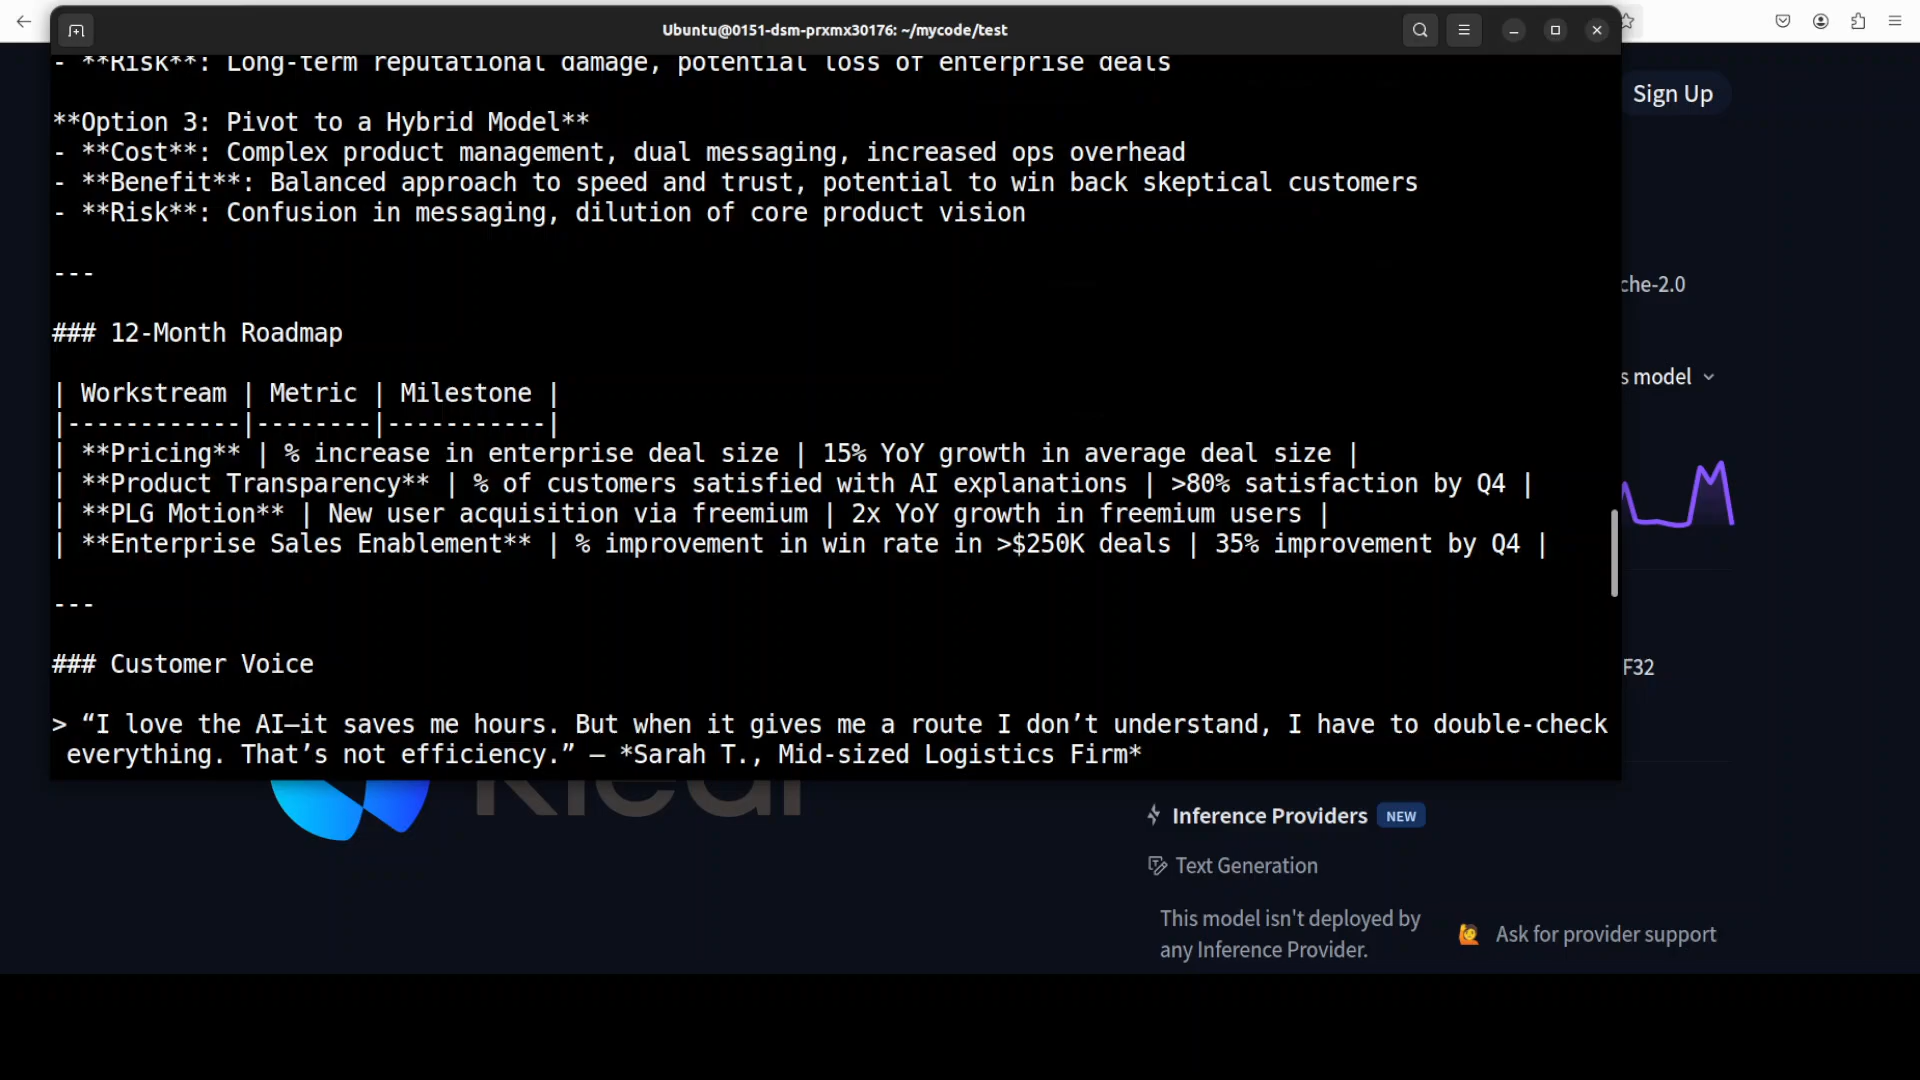 Ubuntu@0151-dsm-prxmx30176: ~/mycode/test
- **Risk**: Long-term reputational damage, potential loss of enterprise deals
**Option 3: Pivot to a Hybrid Model**
- **Cost**: Complex product management, dual messaging, increased ops overhead
- **Benefit**: Balanced approach to speed and trust, potential to win back skeptical customers
- **Risk**: Confusion in messaging, dilution of core product vision
---
### 12-Month Roadmap
| Workstream | Metric | Milestone |
|------------|--------|-----------|
| **Pricing** | % increase in enterprise deal size | 15% YoY growth in average deal size |
| **Product Transparency** | % of customers satisfied with AI explanations | >80% satisfaction by Q4 |
| **PLG Motion** | New user acquisition via freemium | 2x YoY growth in freemium users |
| **Enterprise Sales Enablement** | % improvement in win rate in >$250K deals | 35% improvement by Q4 |
---
### Customer Voice
> “I love the AI—it saves me hours. But when it gives me a route I don’t understand, I have to double-check
everything. That’s not efficiency.” — *Sarah T., Mid-sized Logistics Firm*
Sign Up
che-2.0
s model
F32
Inference Providers NEW
Text Generation
This model isn't deployed by
any Inference Provider.
Ask for provider support